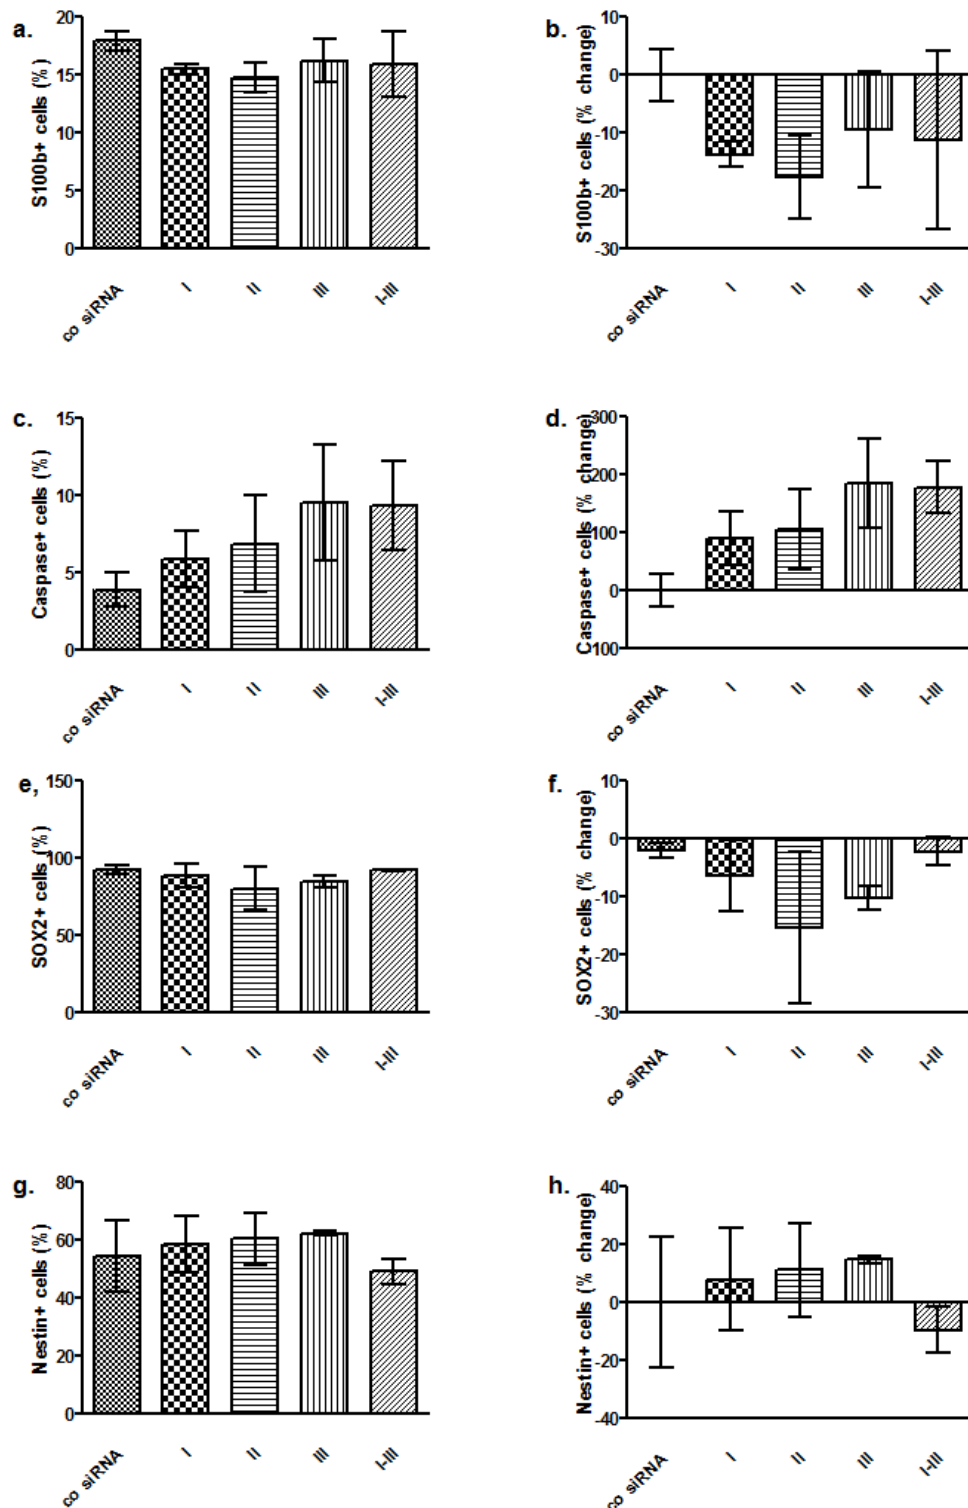 a.
S100b+ cells (%)
20
15
10
5
0
co siRNA
I
II
III
I-III
b.
S100b+ cells (% change)
10
0
-10
-20
-30
co siRNA
I
II
III
I-III
c.
Caspase+ cells (%)
15
10
5
0
co siRNA
I
II
III
I-III
d.
Caspase+ cells (% change)
300
200
100
0
-100
co siRNA
I
II
III
I-III
e,
SOX2+ cells (%)
150
100
50
0
co siRNA
I
II
III
I-III
f.
SOX2+ cells (% change)
10
0
-10
-20
-30
co siRNA
I
II
III
I-III
g.
Nestin+ cells (%)
80
60
40
20
0
co siRNA
I
II
III
I-III
h.
Nestin+ cells (% change)
40
20
0
-20
-40
co siRNA
I
II
III
I-III